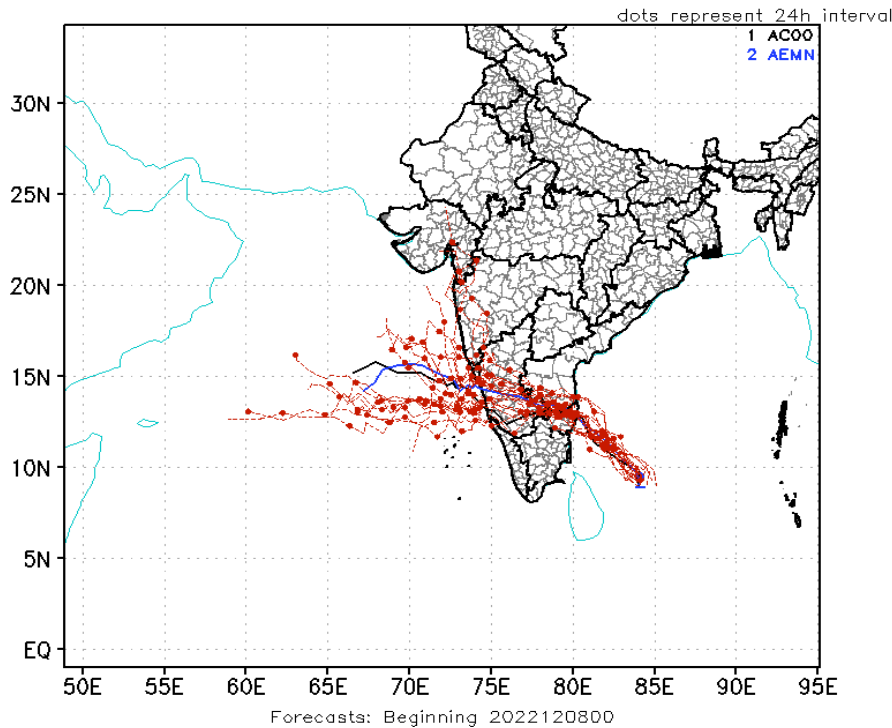 dots represent 24h interval
1 AC00
2 AEMN
30N
25N
20N
15N
10N
5N
EQ
50E 55E 60E 65E 70E 75E 80E 85E 90E 95E
Forecasts: Beginning 2022120800